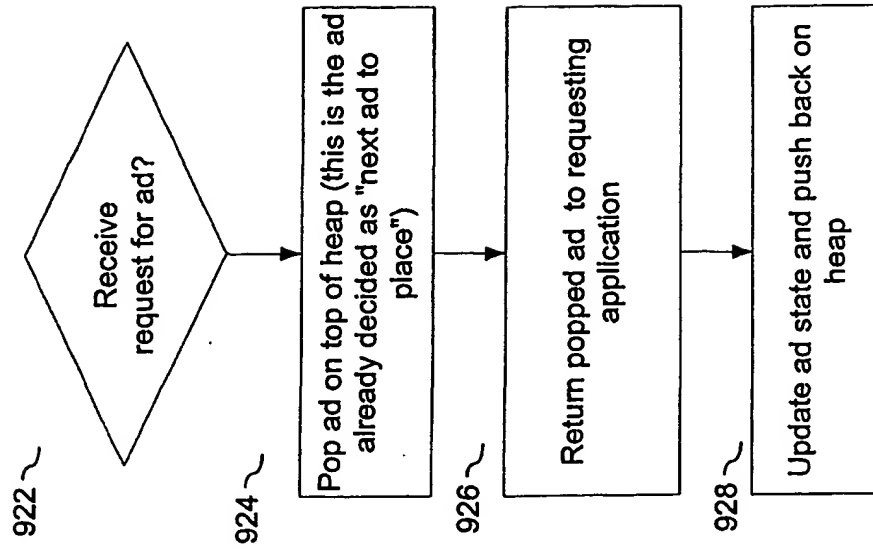 922
Receive
request for ad?
924
Pop ad on top of heap (this is the ad
already decided as "next ad to
place")
926
Return popped ad to requesting
application
928
Update ad state and push back on
heap